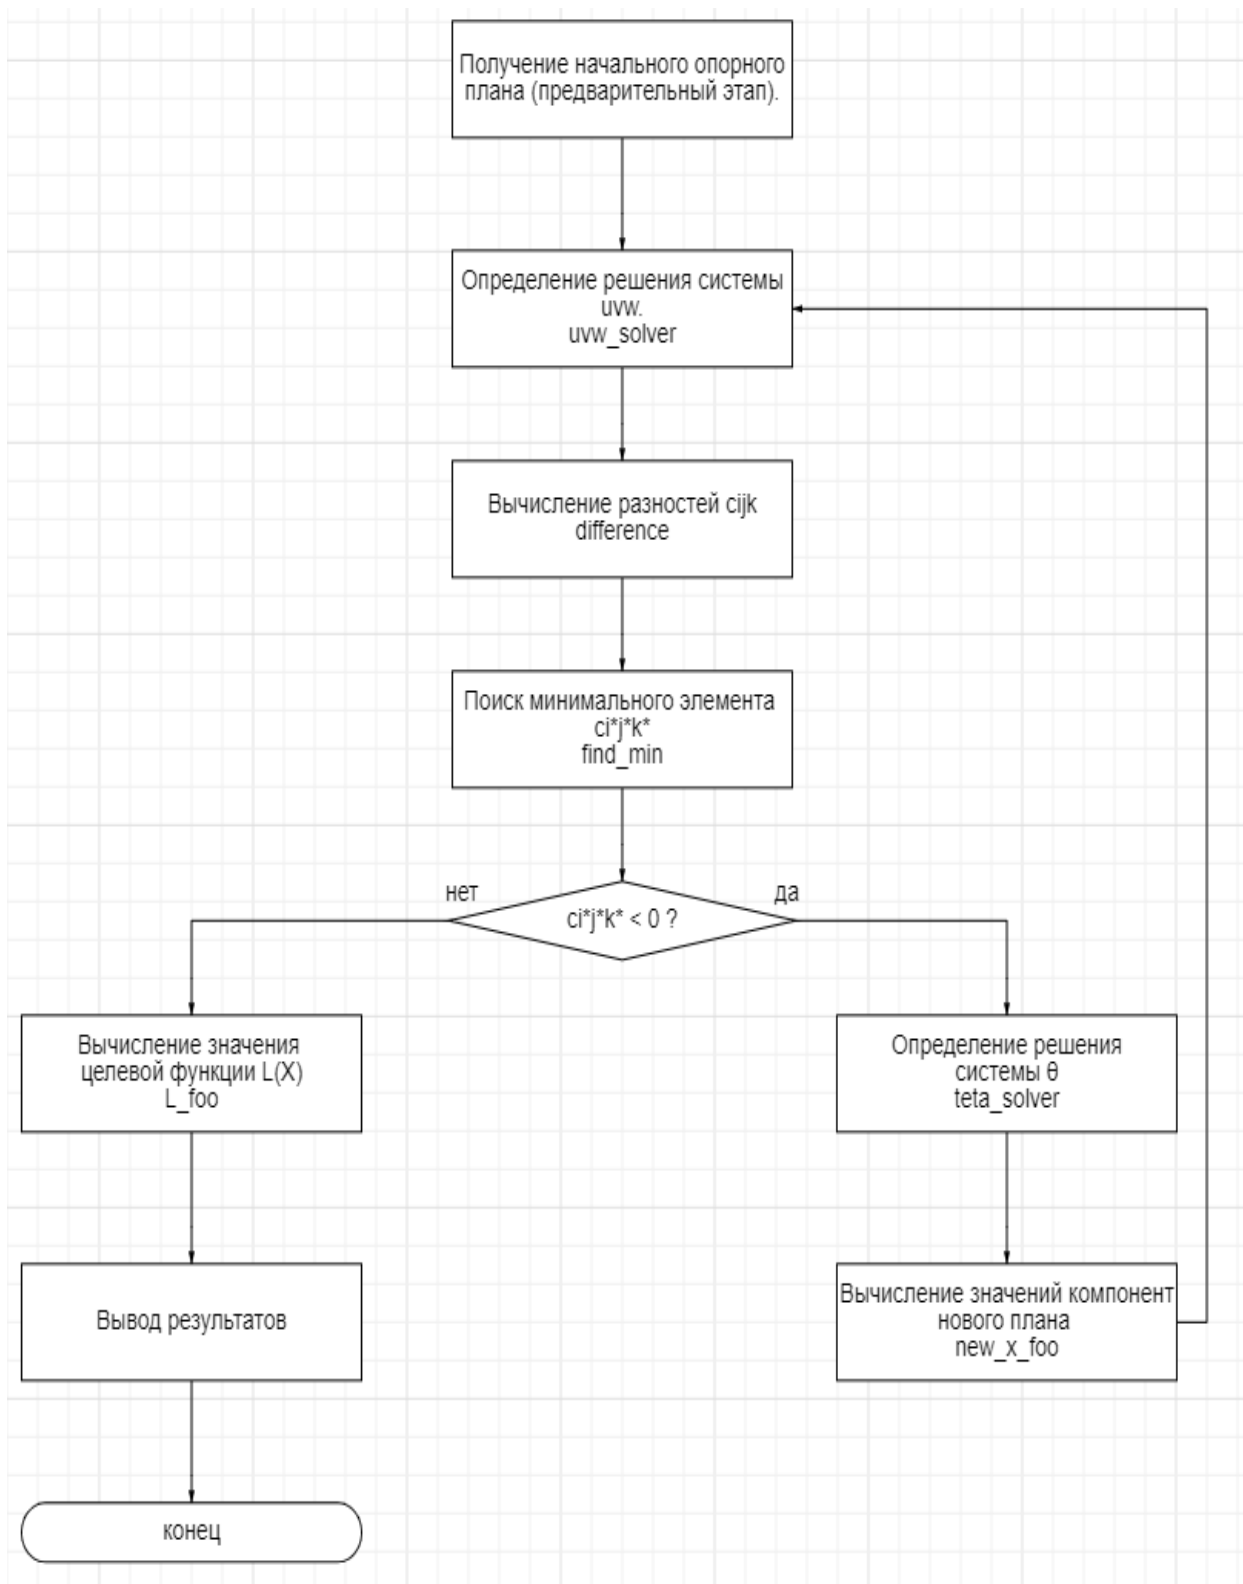 Получение начального опорного
плана (предварительный этап).
Определение решения системы
uvw.
uvw_solver
Вычисление разностей cijk
difference
Поиск минимального элемента
ci*j*k*
find_min
нет
да
ci*j*k* < 0 ?
Вычисление значения
целевой функции L(X)
L_foo
Определение решения
системы θ
teta_solver
Вывод результатов
Вычисление значений компонент
нового плана
new_x_foo
конец